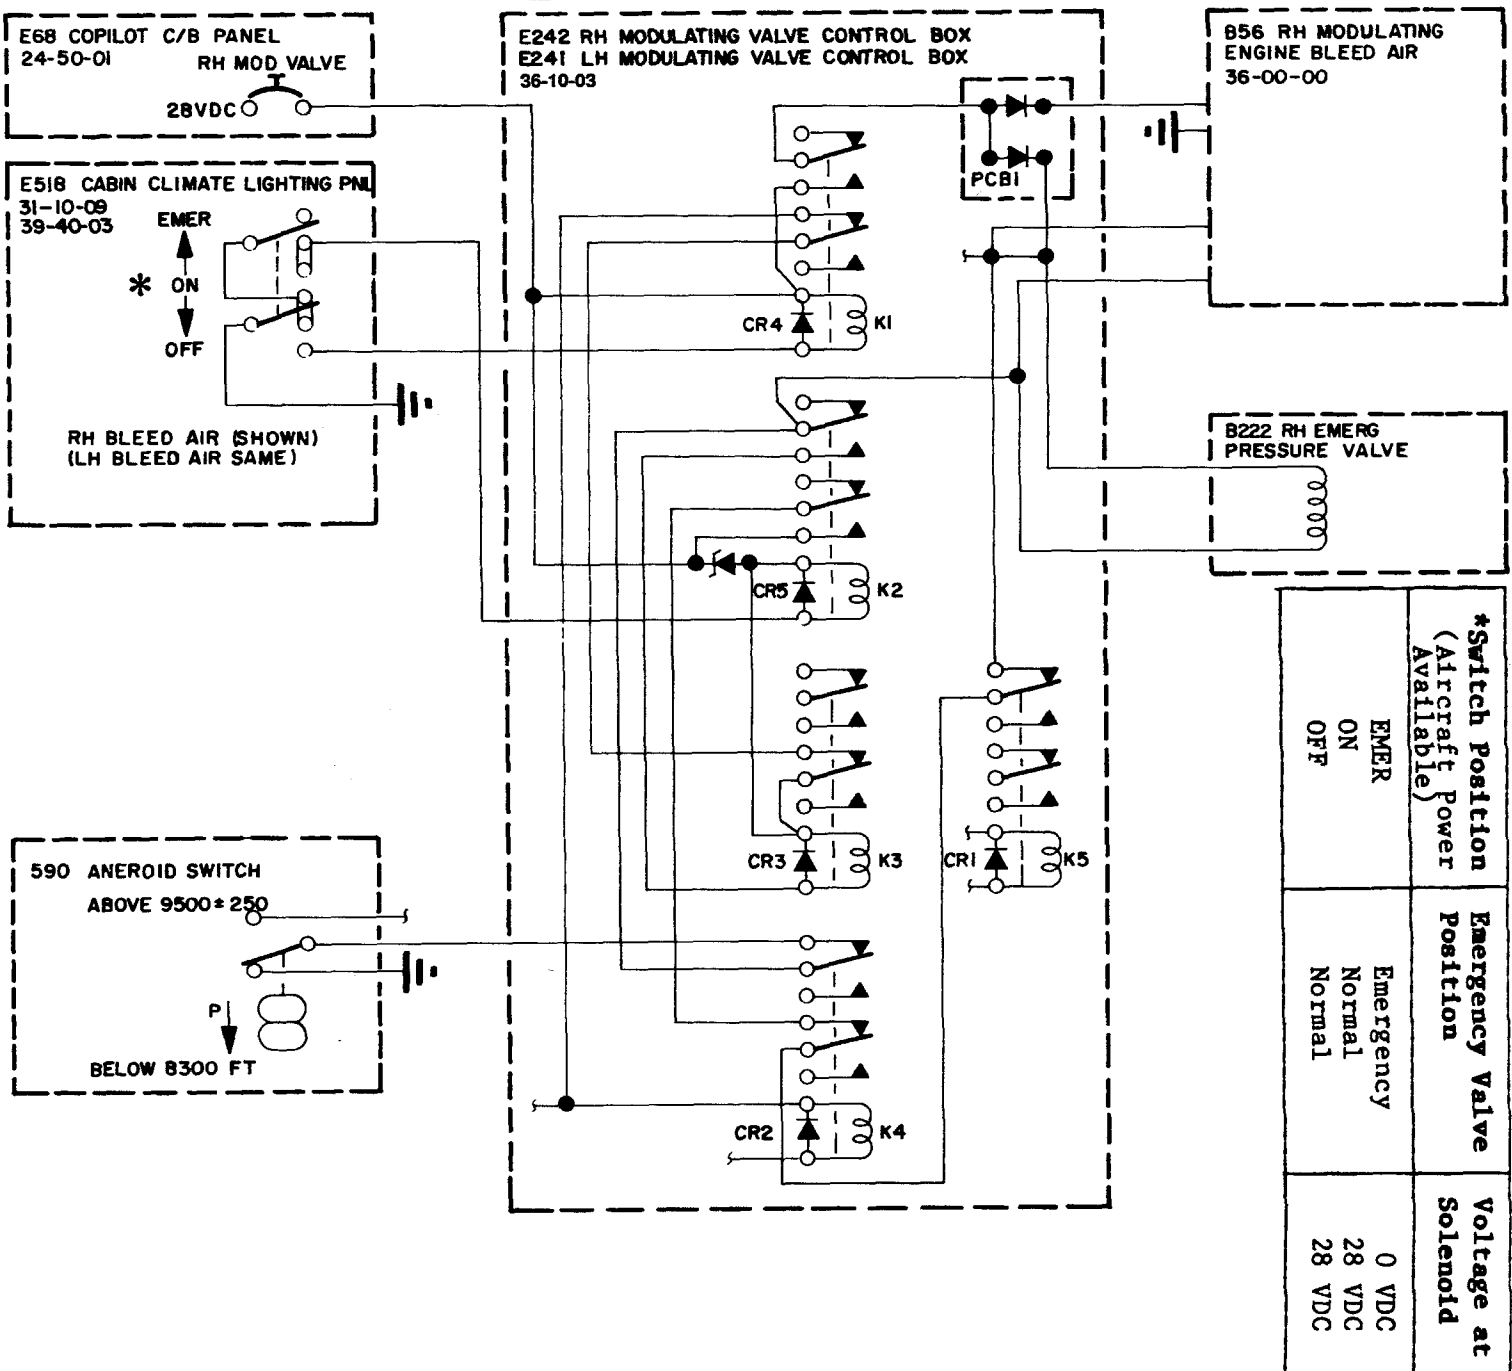 E68 COPILOT C/B PANEL
24-50-01
RH MOD VALVE
28VDC
E518 CABIN CLIMATE LIGHTING PNL
31-10-09
39-40-03
EMER
* ON
OFF
RH BLEED AIR (SHOWN)
(LH BLEED AIR SAME)
590 ANEROID SWITCH
ABOVE 9500±250
P
BELOW 8300 FT
E242 RH MODULATING VALVE CONTROL BOX
E241 LH MODULATING VALVE CONTROL BOX
36-10-03
PCB1
CR4
K1
CR5
K2
CR3
K3
CR1
K5
CR2
K4
B56 RH MODULATING
ENGINE BLEED AIR
36-00-00
B222 RH EMERG
PRESSURE VALVE
*Switch Position
(Aircraft Power
Available)
Emergency Valve
Position
Voltage at
Solenoid
EMER Emergency 0 VDC
ON Normal 28 VDC
OFF Normal 28 VDC